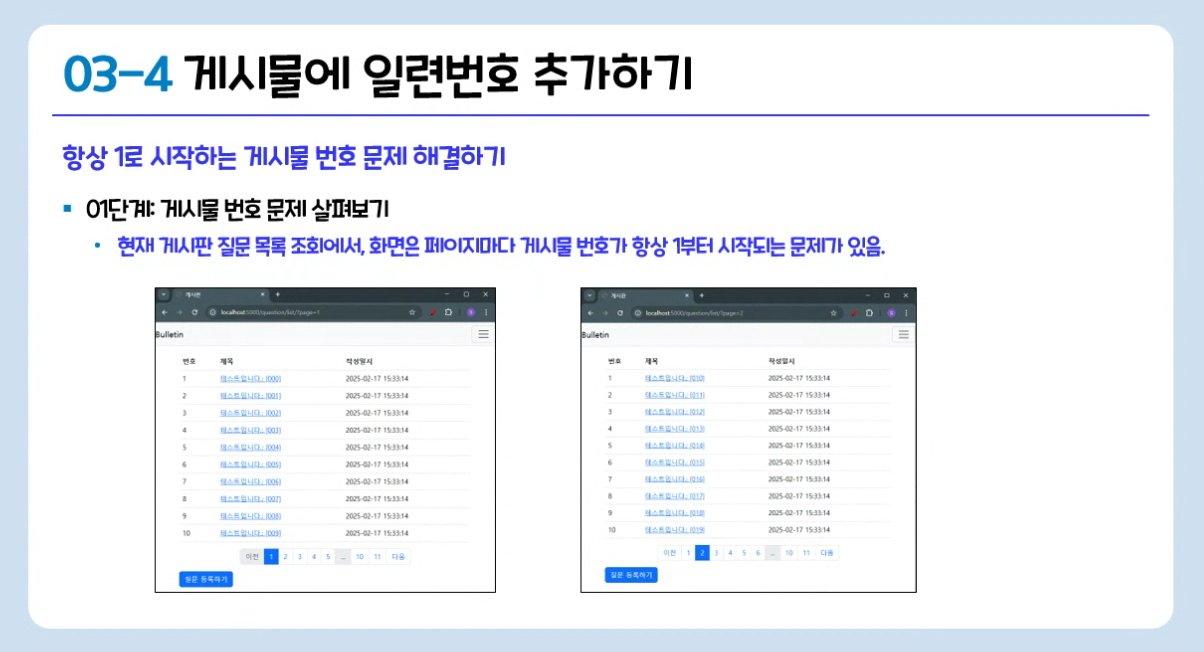 03-4 게시물에 일련번호 추가하기
항상 1로 시작하는 게시물 번호 문제 해결하기
01단계: 게시물 번호 문제 살펴보기
현재 게시판 질문 목록 조회에서, 화면은 페이지마다 게시물 번호가 항상 1부터 시작되는 문제가 있음.
게시판
localhost:5000/question/list/?page=1
Bulletin
번호 제목 작성일시
1 테스트입니다.: [000] 2025-02-17 15:33:14
2 테스트입니다.: [001] 2025-02-17 15:33:14
3 테스트입니다.: [002] 2025-02-17 15:33:14
4 테스트입니다.: [003] 2025-02-17 15:33:14
5 테스트입니다.: [004] 2025-02-17 15:33:14
6 테스트입니다.: [005] 2025-02-17 15:33:14
7 테스트입니다.: [006] 2025-02-17 15:33:14
8 테스트입니다.: [007] 2025-02-17 15:33:14
9 테스트입니다.: [008] 2025-02-17 15:33:14
10 테스트입니다.: [009] 2025-02-17 15:33:14
이전 1 2 3 4 5 ... 10 11 다음
질문 등록하기
게시판
localhost:5000/question/list/?page=2
Bulletin
번호 제목 작성일시
1 테스트입니다.: [010] 2025-02-17 15:33:14
2 테스트입니다.: [011] 2025-02-17 15:33:14
3 테스트입니다.: [012] 2025-02-17 15:33:14
4 테스트입니다.: [013] 2025-02-17 15:33:14
5 테스트입니다.: [014] 2025-02-17 15:33:14
6 테스트입니다.: [015] 2025-02-17 15:33:14
7 테스트입니다.: [016] 2025-02-17 15:33:14
8 테스트입니다.: [017] 2025-02-17 15:33:14
9 테스트입니다.: [018] 2025-02-17 15:33:14
10 테스트입니다.: [019] 2025-02-17 15:33:14
이전 1 2 3 4 5 6 ... 10 11 다음
질문 등록하기